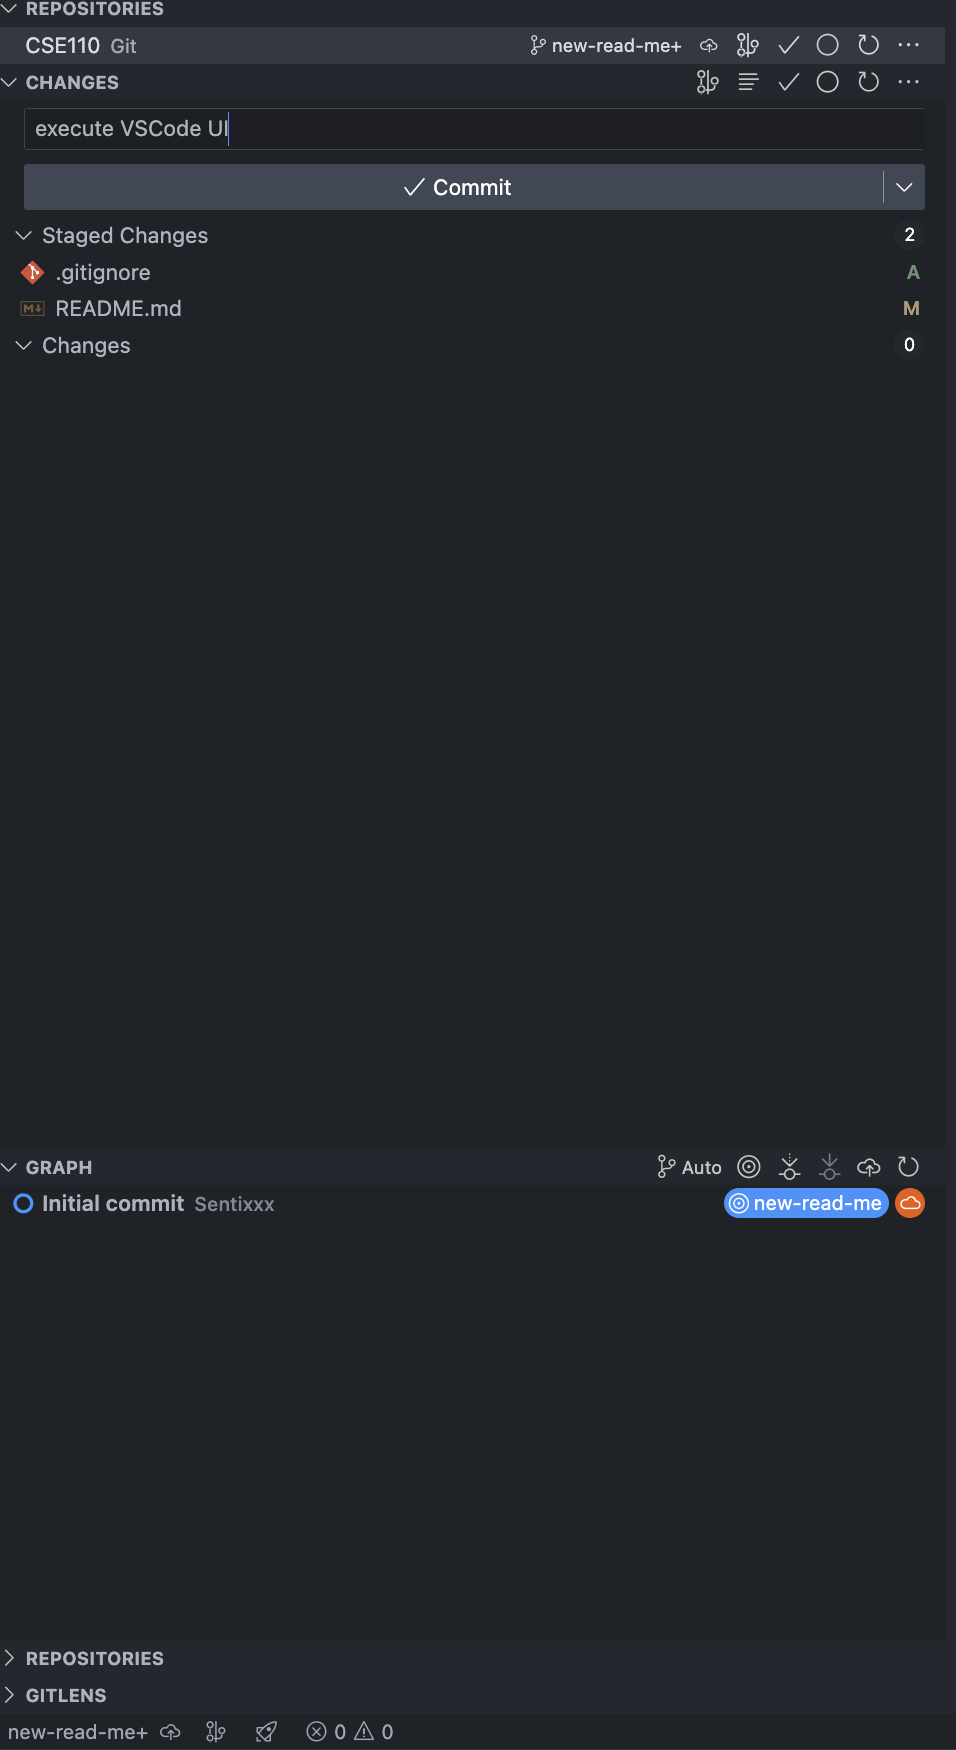 REPOSITORIES
CSE110 Git new-read-me+
CHANGES
execute VSCode UI
Commit
Staged Changes 2
.gitignore A
README.md M
Changes 0
GRAPH Auto
Initial commit Sentixxx new-read-me
REPOSITORIES
GITLENS
new-read-me+ 0 0